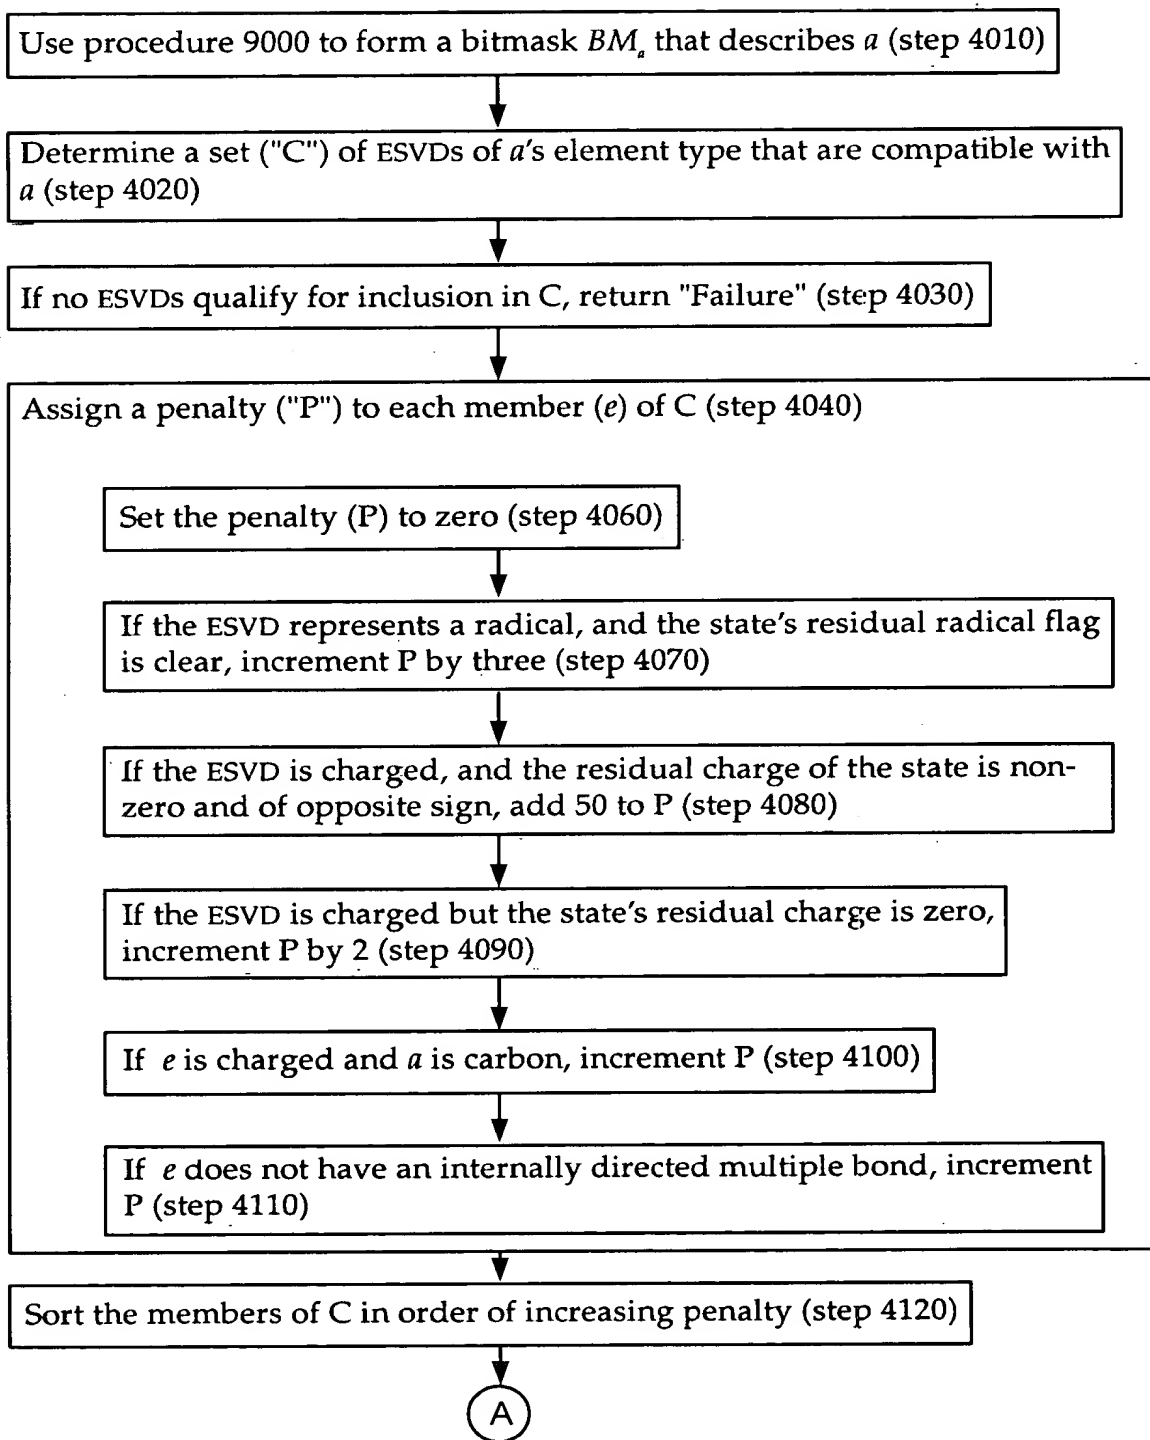 Use procedure 9000 to form a bitmask BMa that describes a (step 4010)
Determine a set ("C") of ESVDs of a's element type that are compatible with
a (step 4020)
If no ESVDs qualify for inclusion in C, return "Failure" (step 4030)
Assign a penalty ("P") to each member (e) of C (step 4040)
Set the penalty (P) to zero (step 4060)
If the ESVD represents a radical, and the state's residual radical flag
is clear, increment P by three (step 4070)
If the ESVD is charged, and the residual charge of the state is non-
zero and of opposite sign, add 50 to P (step 4080)
If the ESVD is charged but the state's residual charge is zero,
increment P by 2 (step 4090)
If e is charged and a is carbon, increment P (step 4100)
If e does not have an internally directed multiple bond, increment
P (step 4110)
Sort the members of C in order of increasing penalty (step 4120)
A